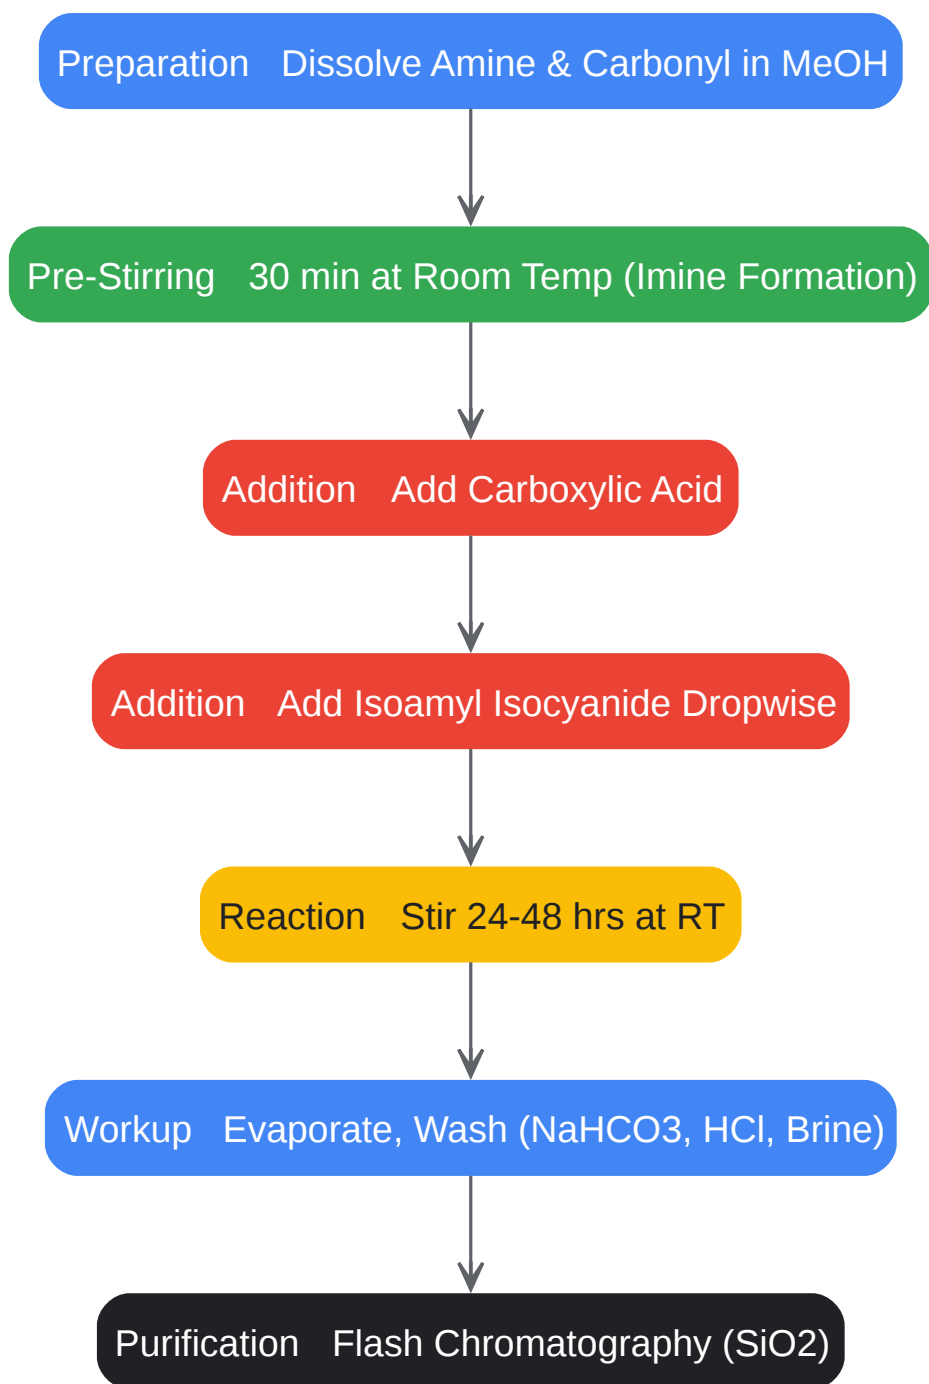 Preparation Dissolve Amine & Carbonyl in MeOH
Pre-Stirring 30 min at Room Temp (Imine Formation)
Addition Add Carboxylic Acid
Addition Add Isoamyl Isocyanide Dropwise
Reaction Stir 24-48 hrs at RT
Workup Evaporate, Wash (NaHCO3, HCl, Brine)
Purification Flash Chromatography (SiO2)